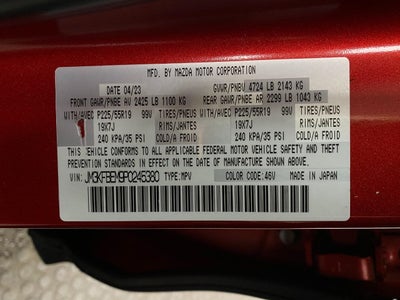 MFD. BY MAZDA MOTOR CORPORATION
DATE 04/23 GVWR/PNBV 4724 LB 2143 KG
FRONT GAWR/PNBE AV 2425 LB 1100 KG REAR GAWR/PNBE AR 2299 LB 1043 KG
WITH/AVEC P225/55R19 99V TIRES/PNEUS WITH/AVEC P225/55R19 99V TIRES/PNEUS
19X7J RIMS/JANTES 19X7J RIMS/JANTES
240 KPA/35 PSI COLD/A FROID 240 KPA/35 PSI COLD/A FROID
THIS VEHICLE CONFORMS TO ALL APPLICABLE FEDERAL MOTOR VEHICLE SAFETY AND THEFT
PREVENTION STANDARDS IN EFFECT ON THE DATE OF MANUFACTURE SHOWN ABOVE.
VIN: JM3KFBEM9P0245380 TYPE:MPV COLOR CODE:46V MADE IN JAPAN